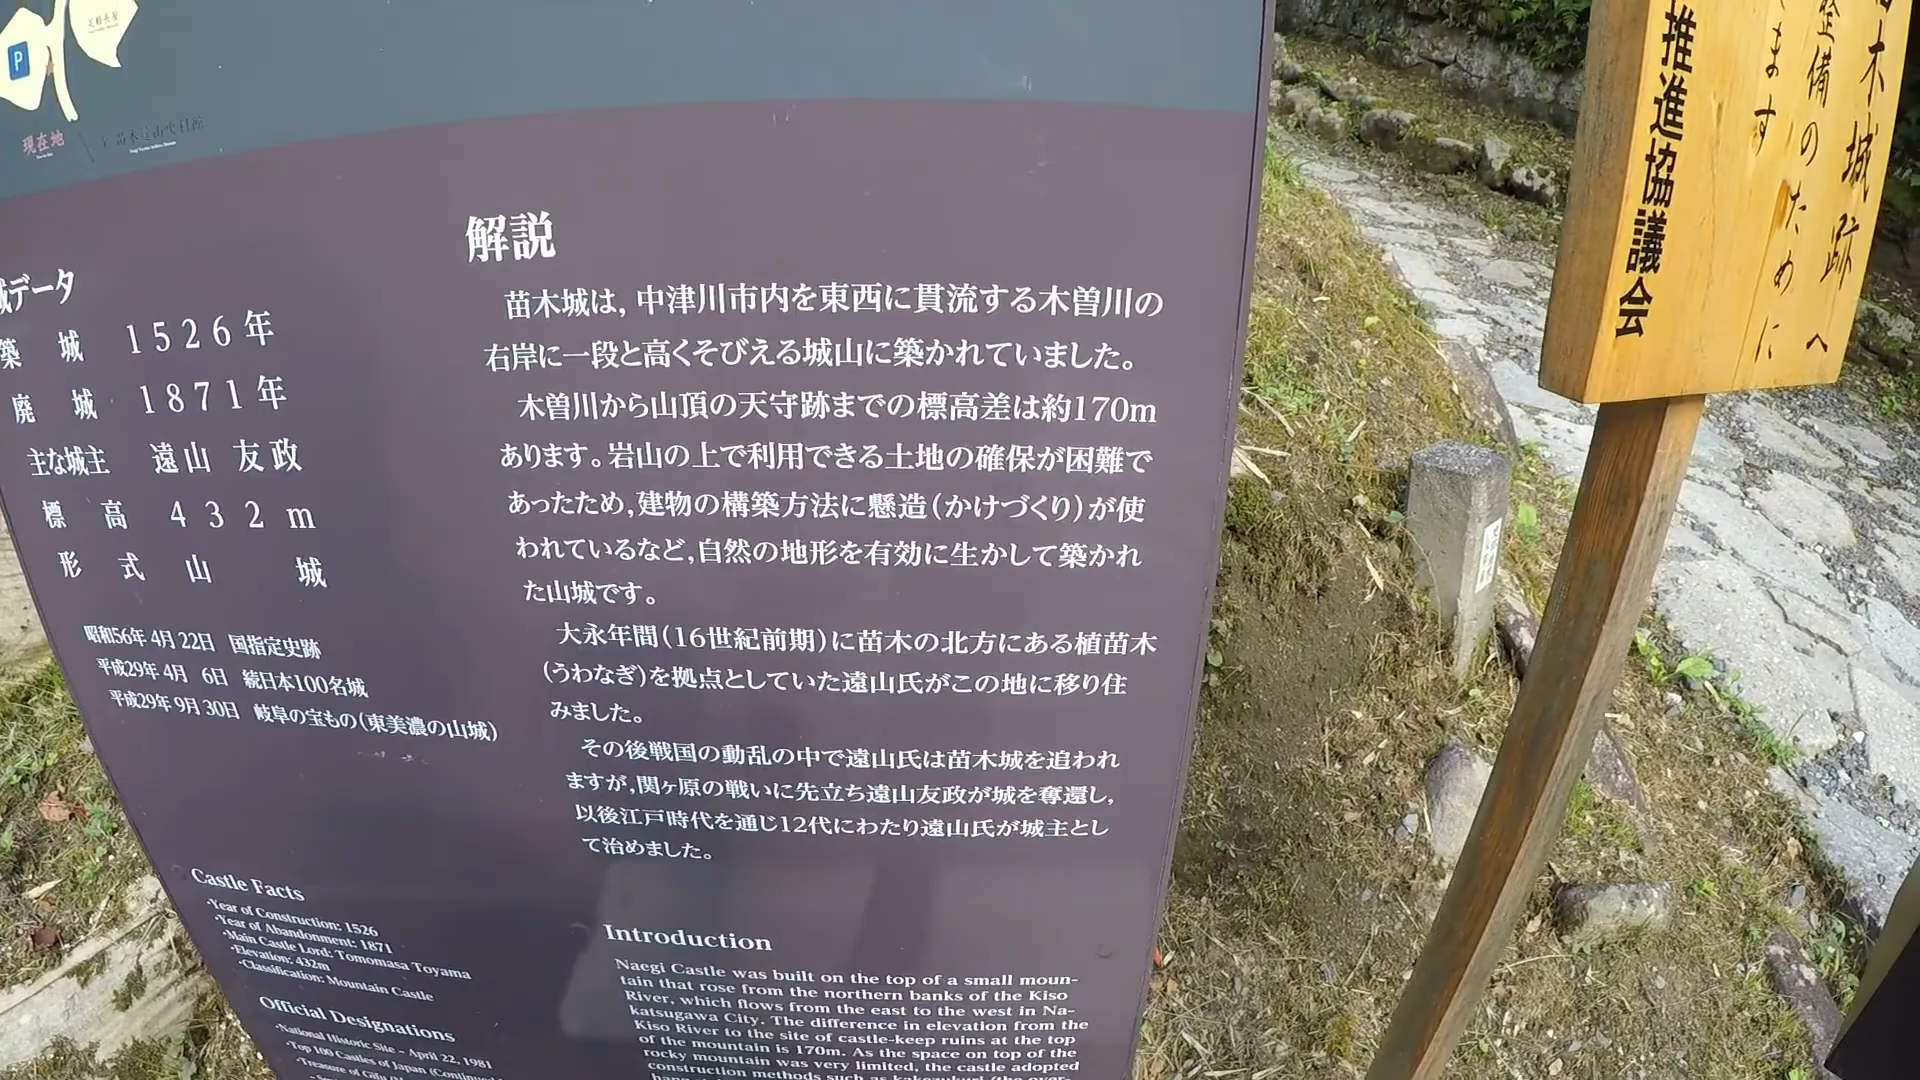 P
現在地
苗木遠山史料館
城データ
築城 1526年
廃城 1871年
主な城主 遠山 友政
標高 432m
形式 山城
昭和56年 4月 22日 国指定史跡
平成29年 4月 6日 続日本100名城
平成29年 9月 30日 岐阜の宝もの(東美濃の山城)
解説
苗木城は,中津川市内を東西に貫流する木曽川の
右岸に一段と高くそびえる城山に築かれていました。
木曽川から山頂の天守跡までの標高差は約170m
あります。岩山の上で利用できる土地の確保が困難で
あったため,建物の構築方法に懸造(かけづくり)が使
われているなど,自然の地形を有効に生かして築かれ
た山城です。
大永年間(16世紀前期)に苗木の北方にある植苗木
(うわなぎ)を拠点としていた遠山氏がこの地に移り住
みました。
その後戦国の動乱の中で遠山氏は苗木城を追われ
ますが,関ヶ原の戦いに先立ち遠山友政が城を奪還し,
以後江戸時代を通じ12代にわたり遠山氏が城主とし
て治めました。
Castle Facts
・Year of Construction: 1526
・Year of Abandonment: 1871
・Main Castle Lord: Tomomasa Toyama
・Elevation: 432m
・Classification: Mountain Castle
Official Designations
・National Historic Site – April 22, 1981
・Top 100 Castles of Japan (Continued
・Treasure of Gifu
Introduction
Naegi Castle was built on the top of a small moun-
tain that rose from the northern banks of the Kiso
River, which flows from the east to the west in Na-
katsugawa City. The difference in elevation from the
Kiso River to the site of castle-keep ruins at the top
of the mountain is 170m. As the space on top of the
rocky mountain was very limited, the castle adopted
construction methods such as kakezukuri (the over-
木城跡へ
整備のために
ます
推進協議会